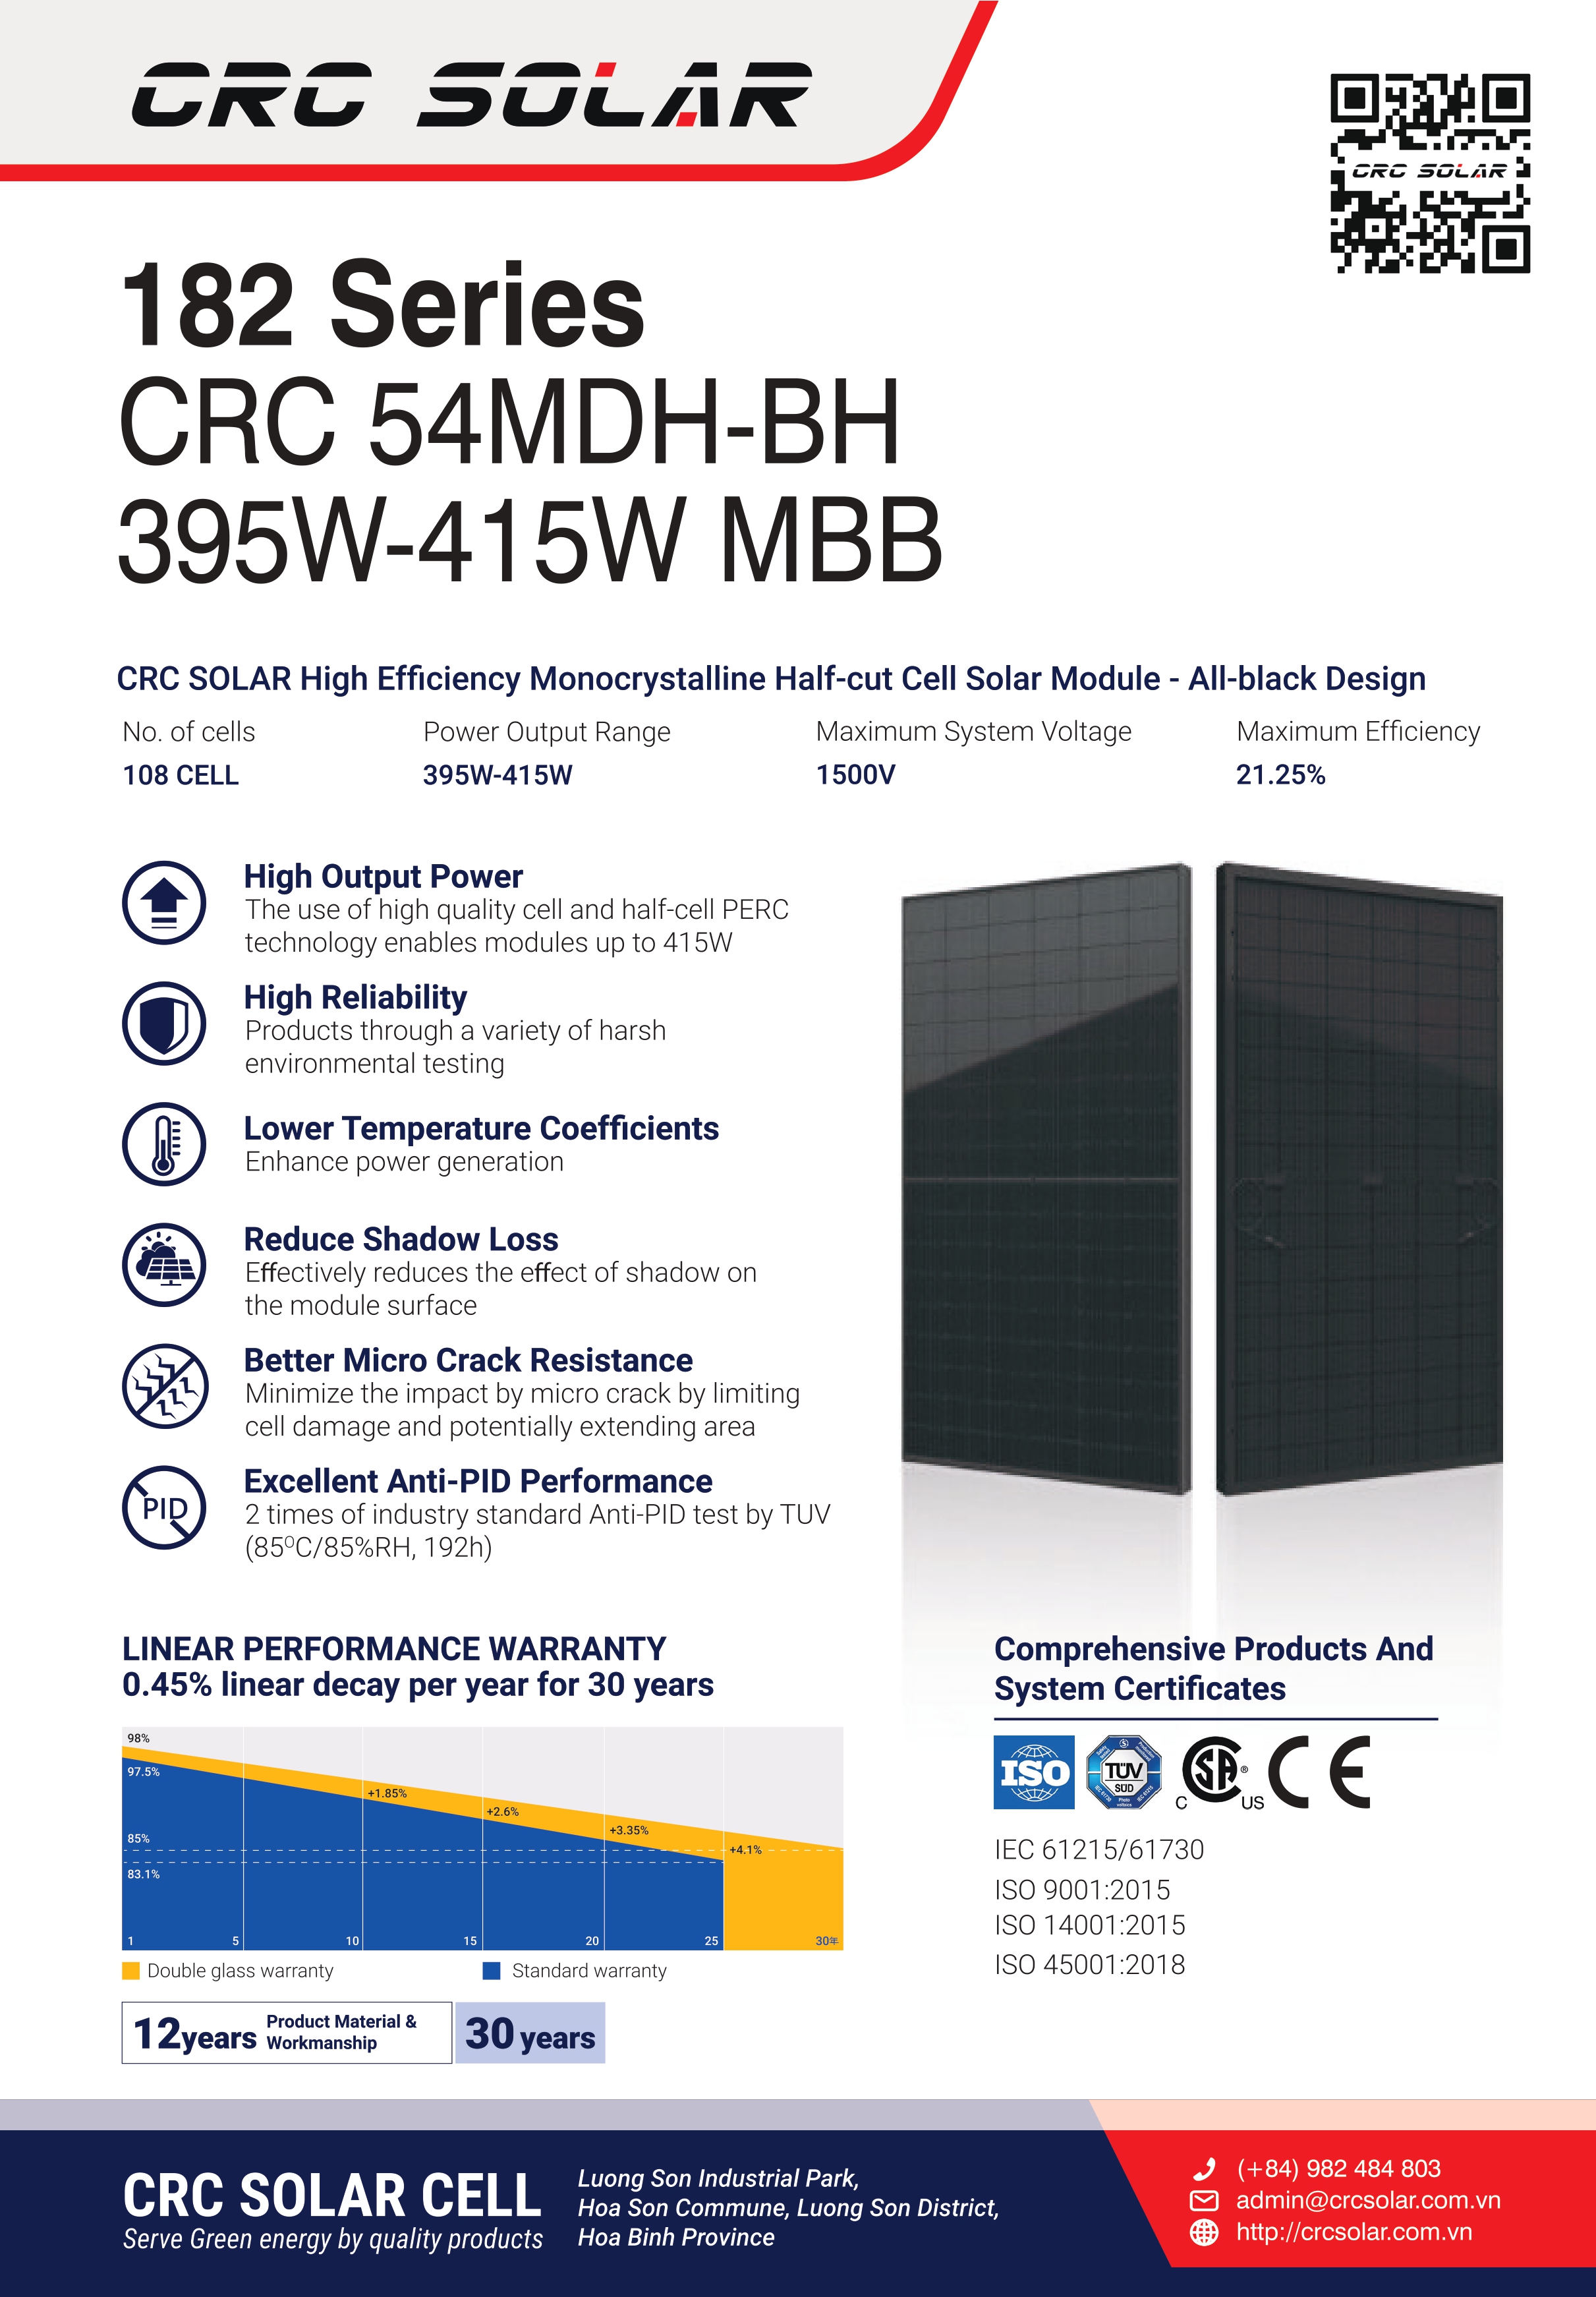 CRC SOLAR
CRC SOLAR
182 Series
CRC 54MDH-BH
395W-415W MBB
CRC SOLAR High Efficiency Monocrystalline Half-cut Cell Solar Module - All-black Design
No. of cells
108 CELL
Power Output Range
395W-415W
Maximum System Voltage
1500V
Maximum Efficiency
21.25%
High Output Power
The use of high quality cell and half-cell PERC
technology enables modules up to 415W
High Reliability
Products through a variety of harsh
environmental testing
Lower Temperature Coefficients
Enhance power generation
Reduce Shadow Loss
Effectively reduces the effect of shadow on
the module surface
Better Micro Crack Resistance
Minimize the impact by micro crack by limiting
cell damage and potentially extending area
PID
Excellent Anti-PID Performance
2 times of industry standard Anti-PID test by TUV
(85⁰C/85%RH, 192h)
LINEAR PERFORMANCE WARRANTY
0.45% linear decay per year for 30 years
98%
97.5%
+1.85%
+2.6%
+3.35%
+4.1%
85%
83.1%
1 5 10 15 20 25 30年
Double glass warranty
Standard warranty
12years Product Material &
Workmanship
30 years
Comprehensive Products And
System Certificates
ISO
TÜV
SÜD
SA ®
C US
CE
IEC 61215/61730
ISO 9001:2015
ISO 14001:2015
ISO 45001:2018
CRC SOLAR CELL
Serve Green energy by quality products
Luong Son Industrial Park,
Hoa Son Commune, Luong Son District,
Hoa Binh Province
(+84) 982 484 803
admin@crcsolar.com.vn
http://crcsolar.com.vn